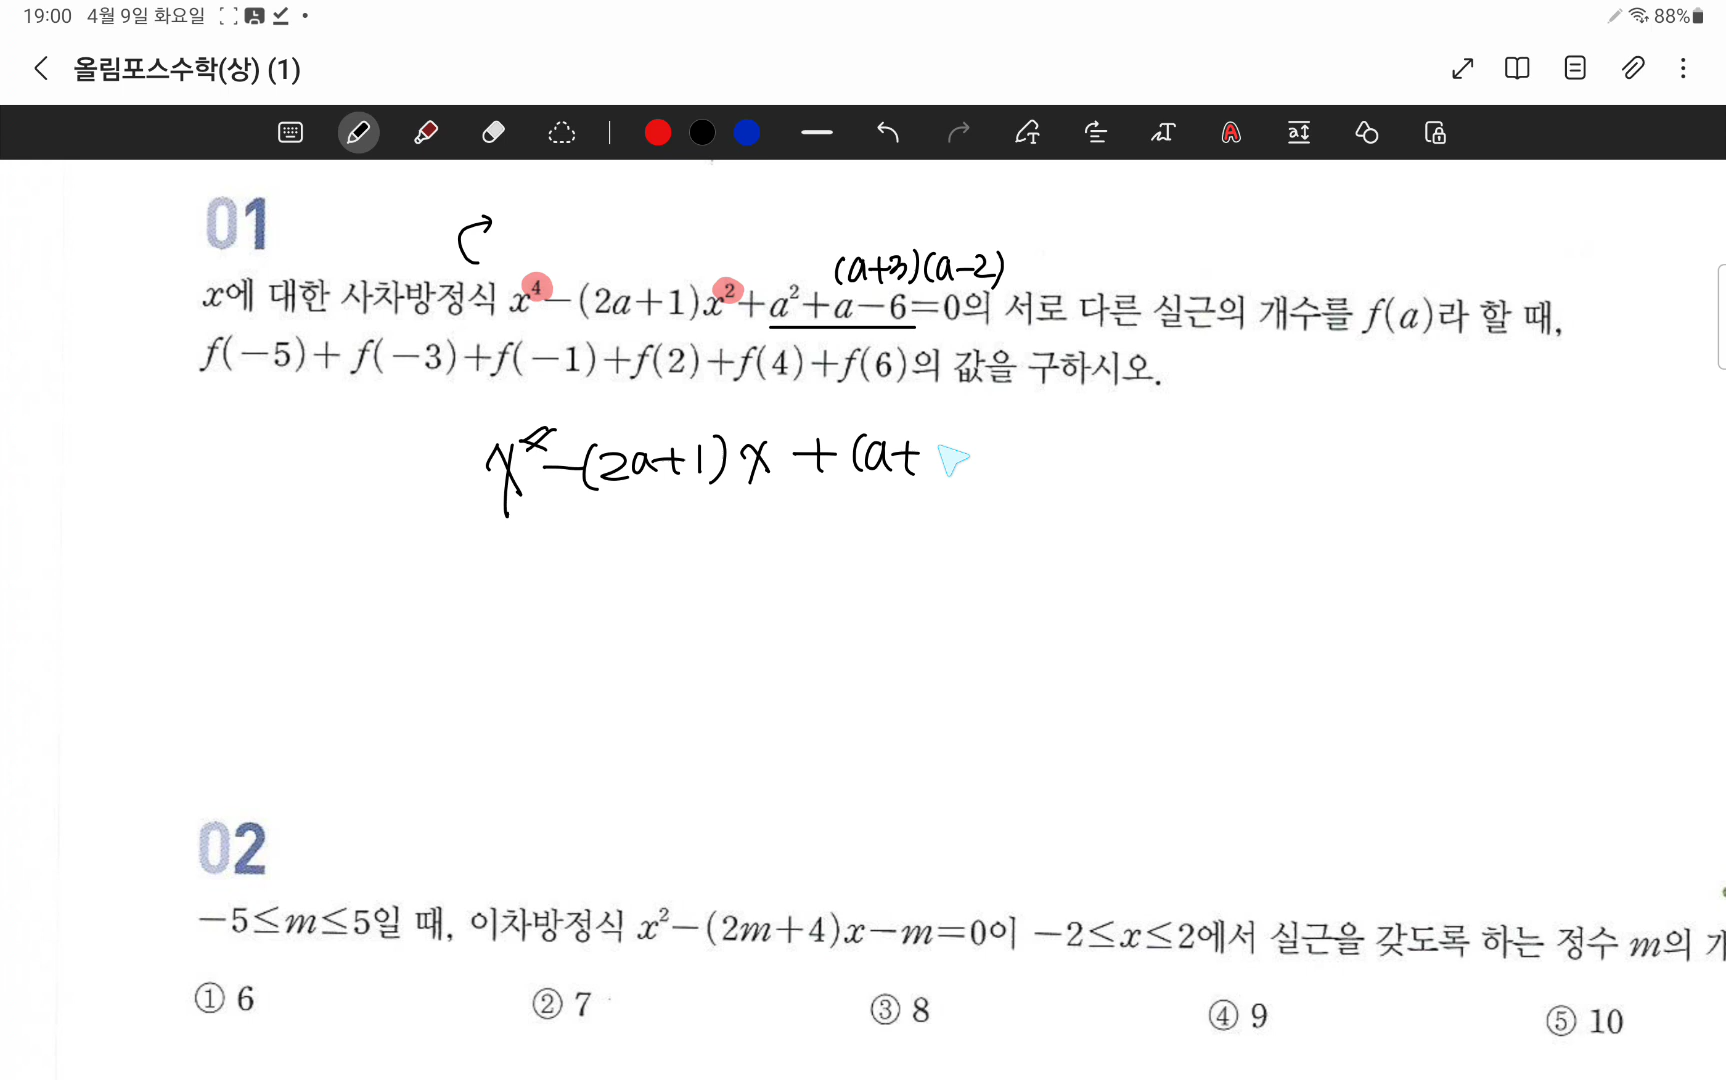 19:00 4월 9일 화요일
88%
올림포스수학(상) (1)
01
(a+3)(a-2)
x에 대한 사차방정식 x⁴-(2a+1)x²+a²+a-6=0의 서로 다른 실근의 개수를 f(a)라 할 때,
f(-5)+f(-3)+f(-1)+f(2)+f(4)+f(6)의 값을 구하시오.
-(2a+1)x+(a+
02
-5≤m≤5일 때, 이차방정식 x²-(2m+4)x-m=0이 -2≤x≤2에서 실근을 갖도록 하는 정수 m의
① 6 ② 7 ③ 8 ④ 9 ⑤ 10